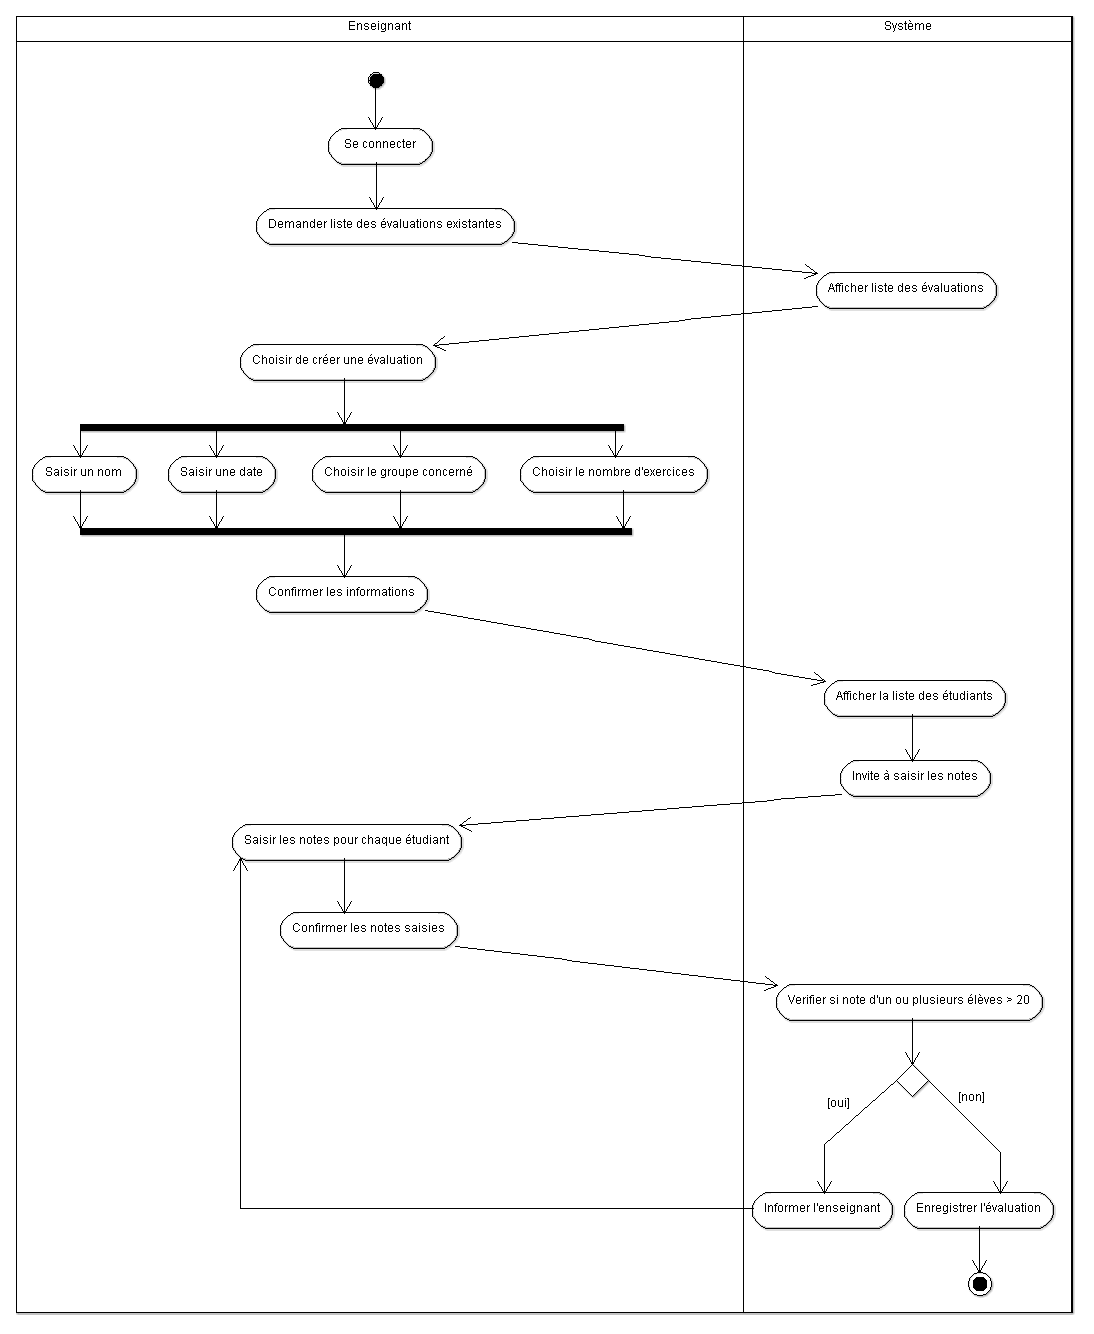 Enseignant
Système
Se connecter
Demander liste des évaluations existantes
Afficher liste des évaluations
Choisir de créer une évaluation
Saisir un nom
Saisir une date
Choisir le groupe concerné
Choisir le nombre d'exercices
Confirmer les informations
Afficher la liste des étudiants
Invite à saisir les notes
Saisir les notes pour chaque étudiant
Confirmer les notes saisies
Verifier si note d'un ou plusieurs élèves > 20
[oui]
[non]
Informer l'enseignant
Enregistrer l'évaluation